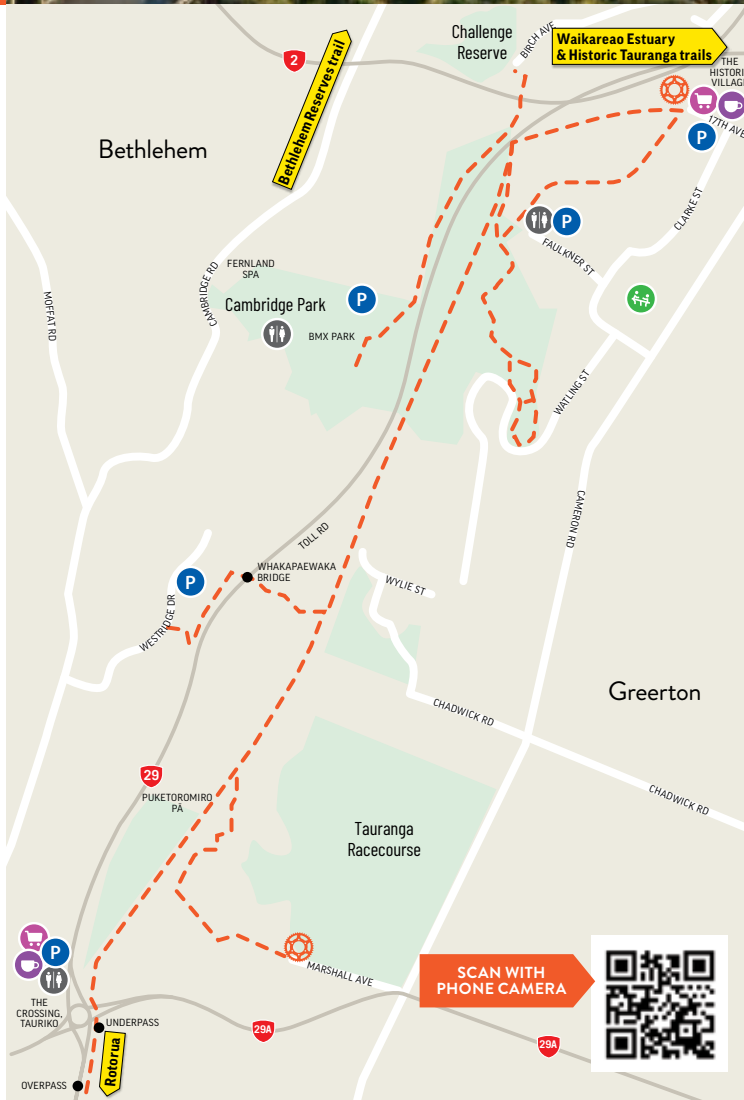 Challenge
Reserve
BIRCH AVE
Waikareao Estuary
& Historic Tauranga trails
2
Bethlehem Reserves trail
THE
HISTORIC
VILLAGE
17TH AVE
P
Bethlehem
CLARKE ST
P
FAULKNER ST
MOFFAT RD
CAMBRIDGE RD
FERNLAND
SPA
Cambridge Park
P
BMX PARK
WATLING ST
CAMERON RD
TOLL RD
WHAKAPAEWAKA
BRIDGE
P
WESTRIDGE DR
WYLIE ST
Greerton
CHADWICK RD
CHADWICK RD
29
PUKETOROMIRO
PĀ
Tauranga
Racecourse
P
THE
CROSSING,
TAURIKO
MARSHALL AVE
SCAN WITH
PHONE CAMERA
UNDERPASS
29A
29A
Rotorua
OVERPASS